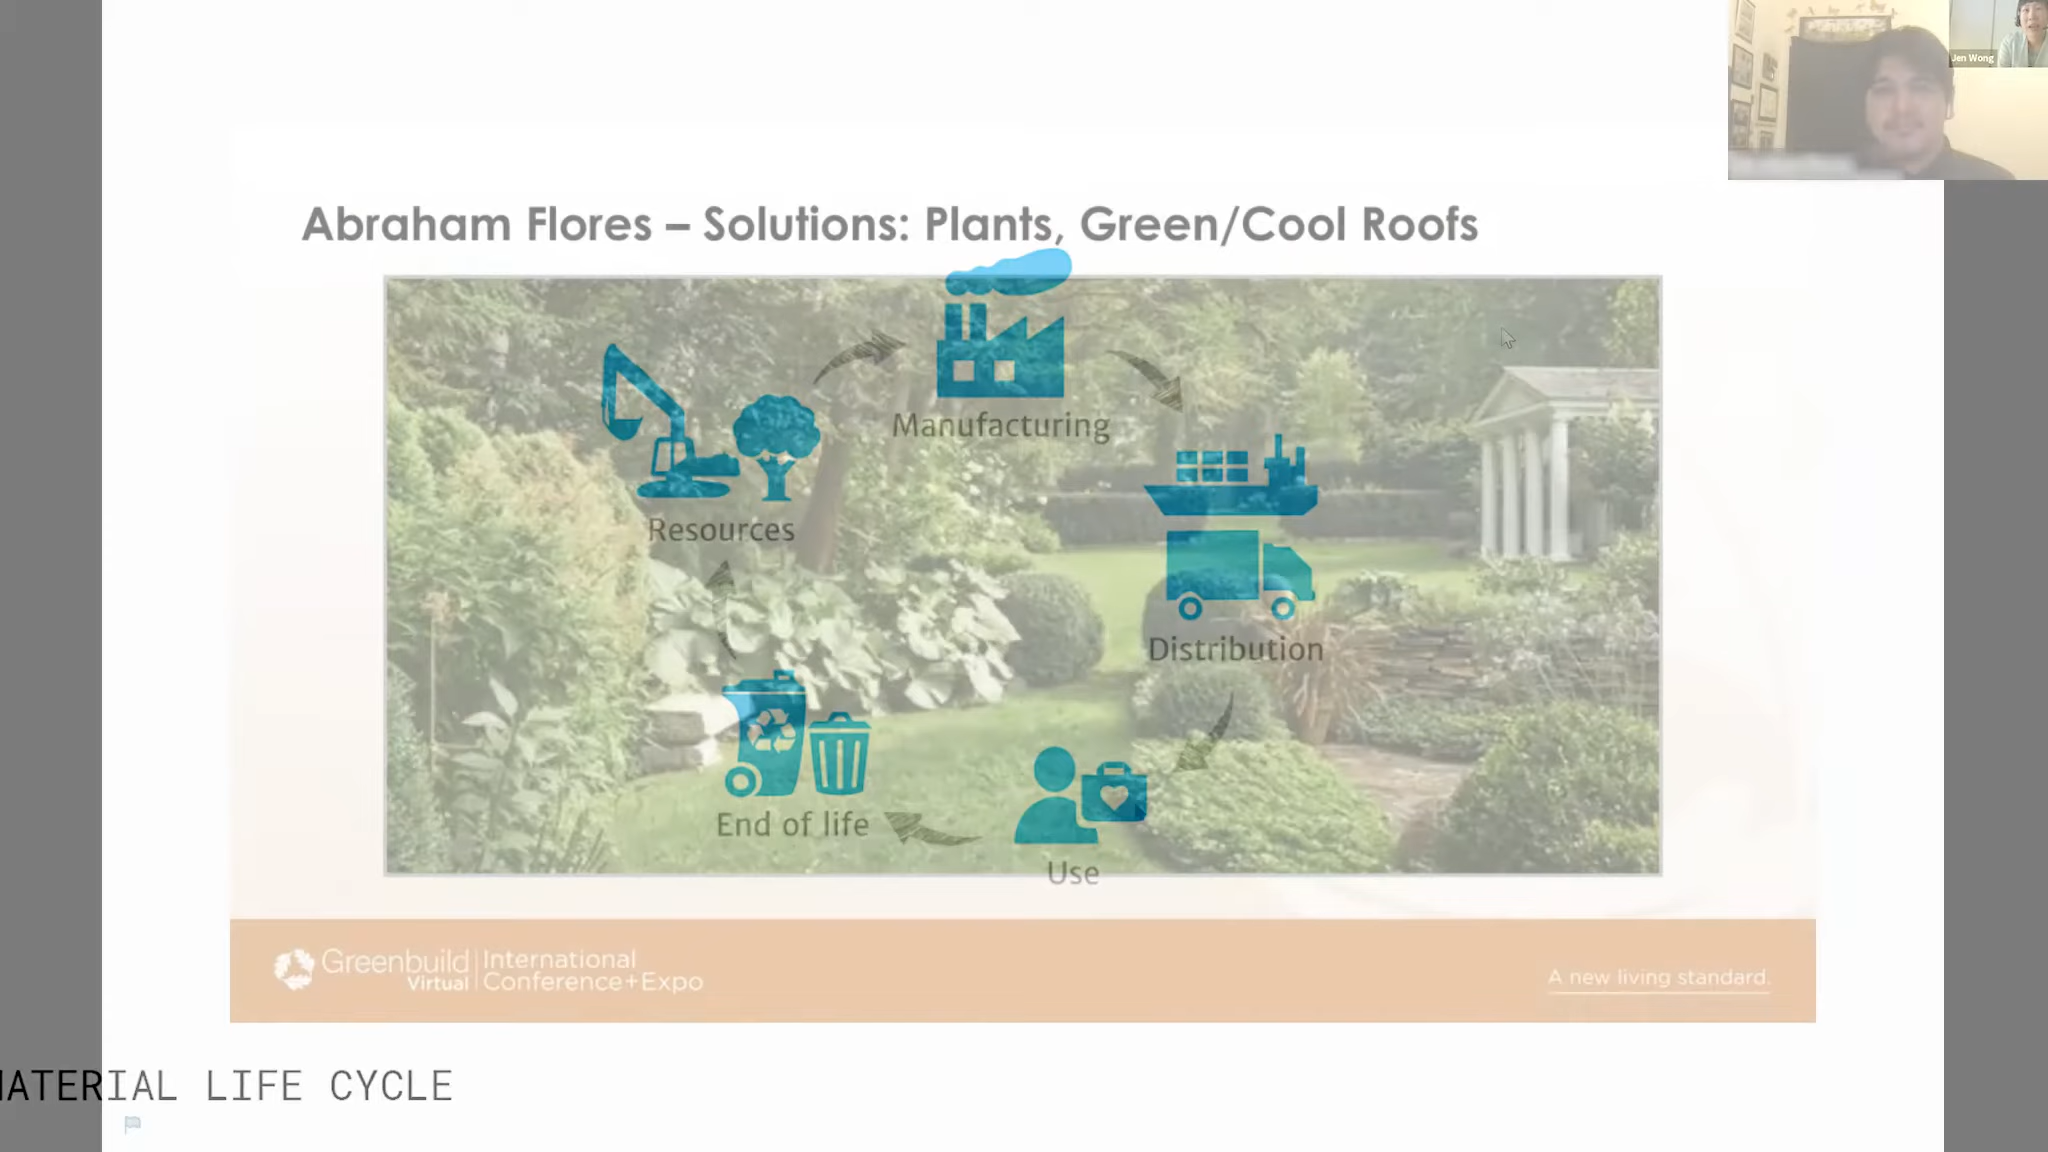 Jen Wong
Abraham Flores – Solutions: Plants, Green/Cool Roofs
Manufacturing
Resources
Distribution
End of life
Use
Greenbuild
Virtual
International
Conference+Expo
A new living standard.
MATERIAL LIFE CYCLE